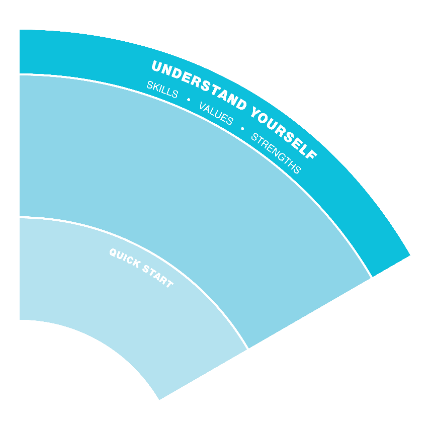 UNDERSTAND YOURSELF
SKILLS • VALUES • STRENGTHS
QUICK START